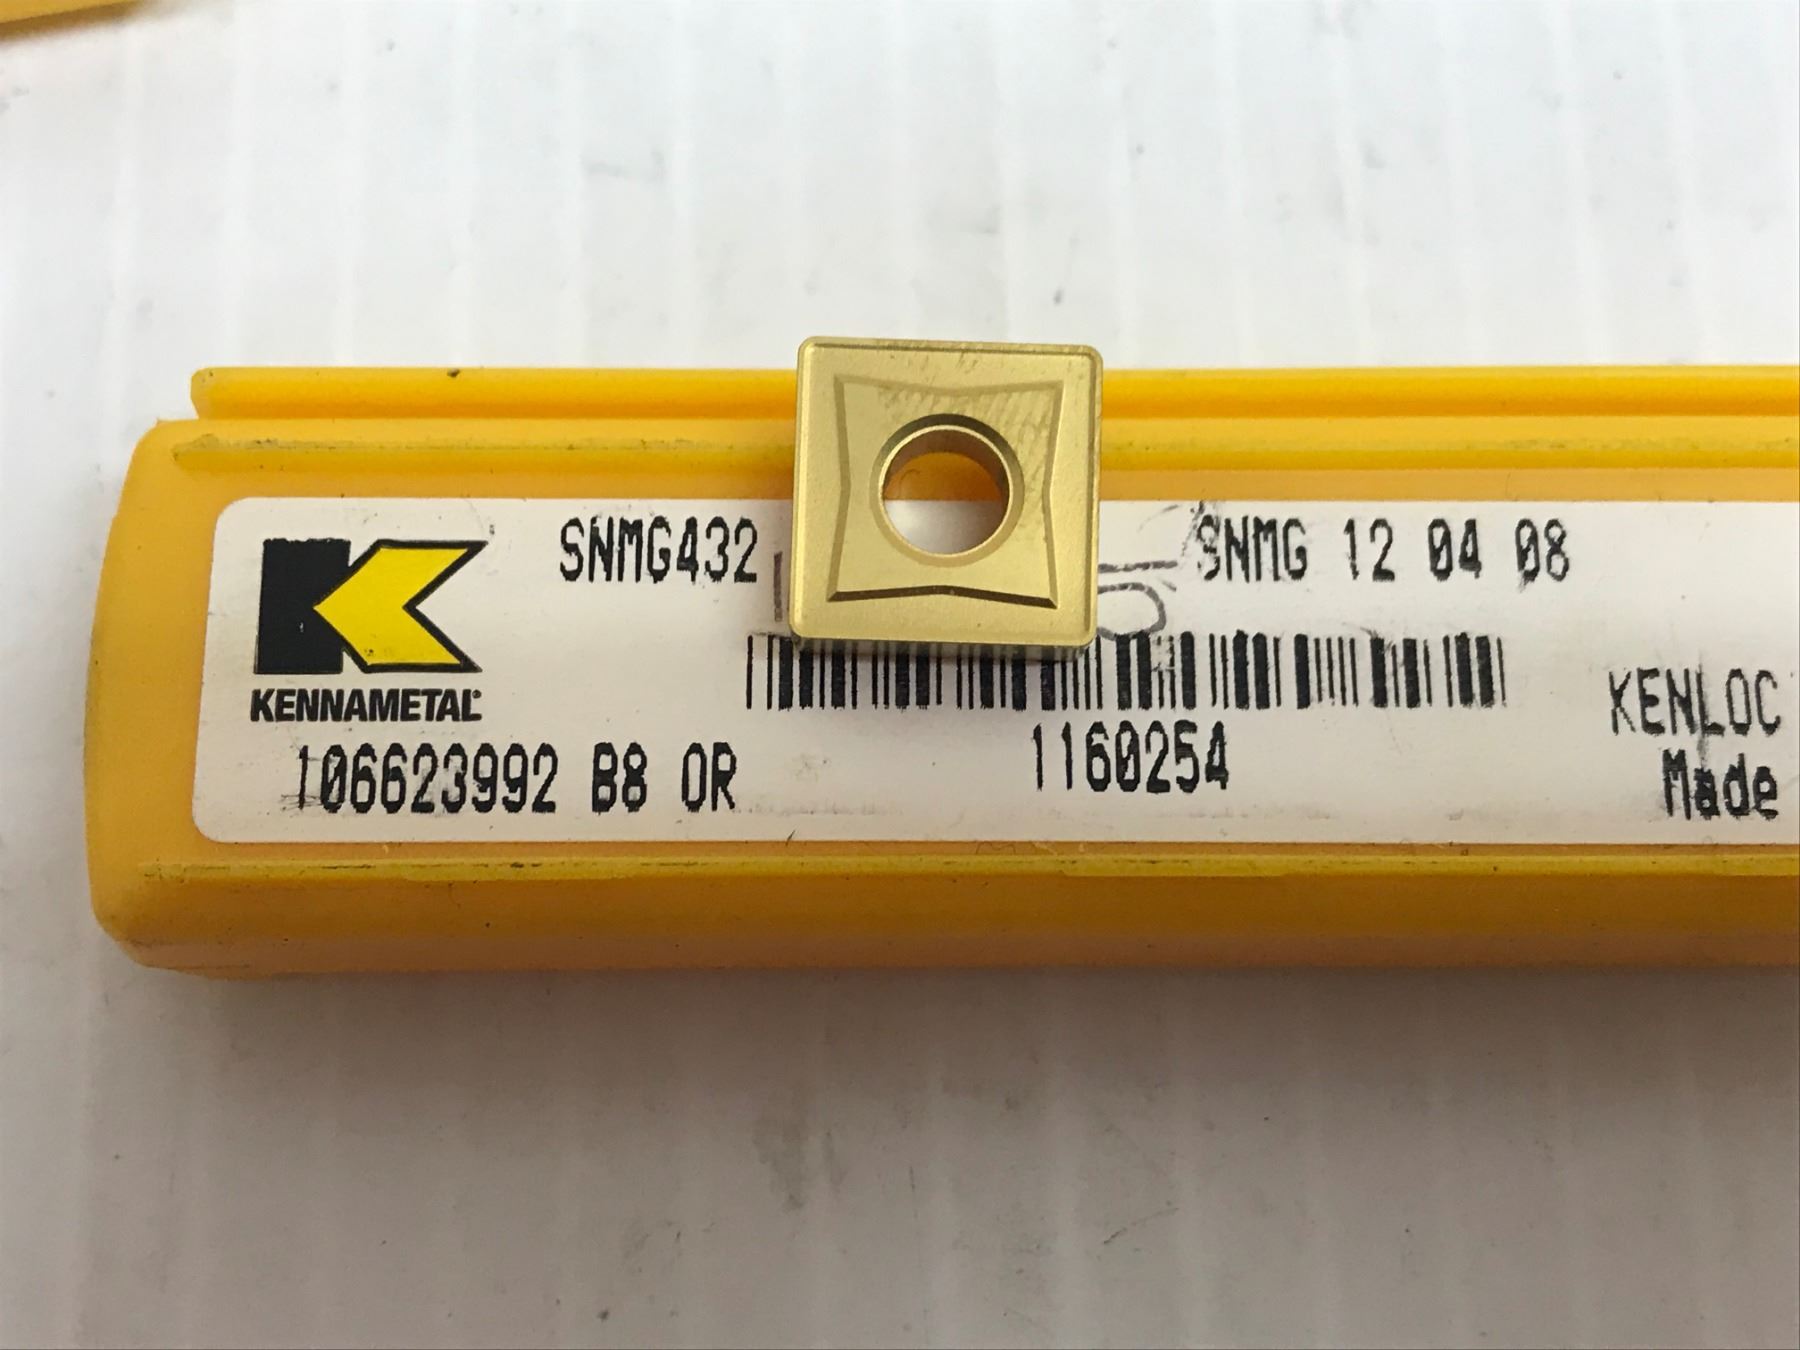 SNMG432 SNMG 12 04 08
KENNAMETAL
106623992 B8 OR 1160254
KENLOC
Made